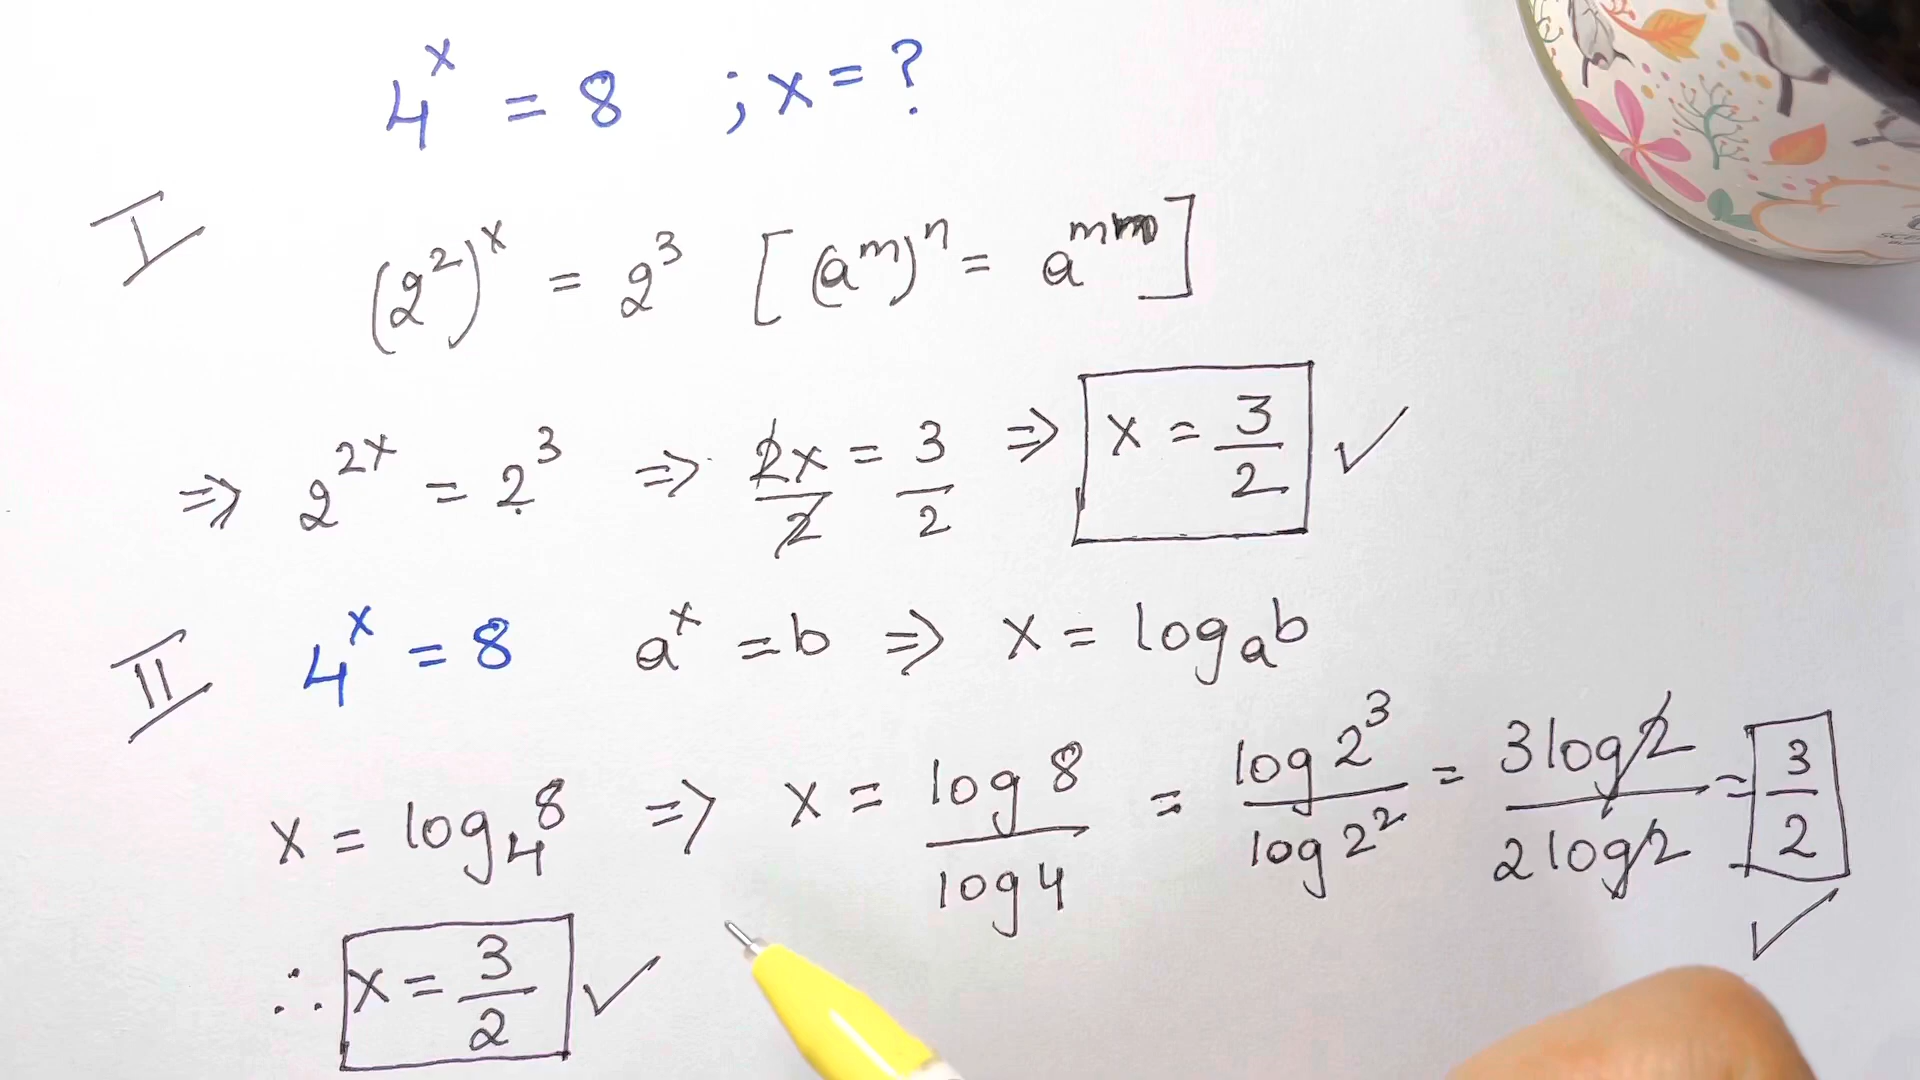 4^x = 8 ; x = ?
I
(2^2)^x = 2^3 [(a^m)^n = a^mn]
⇒ 2^2x = 2^3 ⇒ 2x/2 = 3/2 ⇒ x = 3/2 ✓
II 4^x = 8 a^x = b ⇒ x = log_a b
x = log_4 8 ⇒ x = log 8/log 4 = log 2^3/log 2^2 = 3 log 2/2 log 2 = 3/2 ✓
∴ x = 3/2 ✓